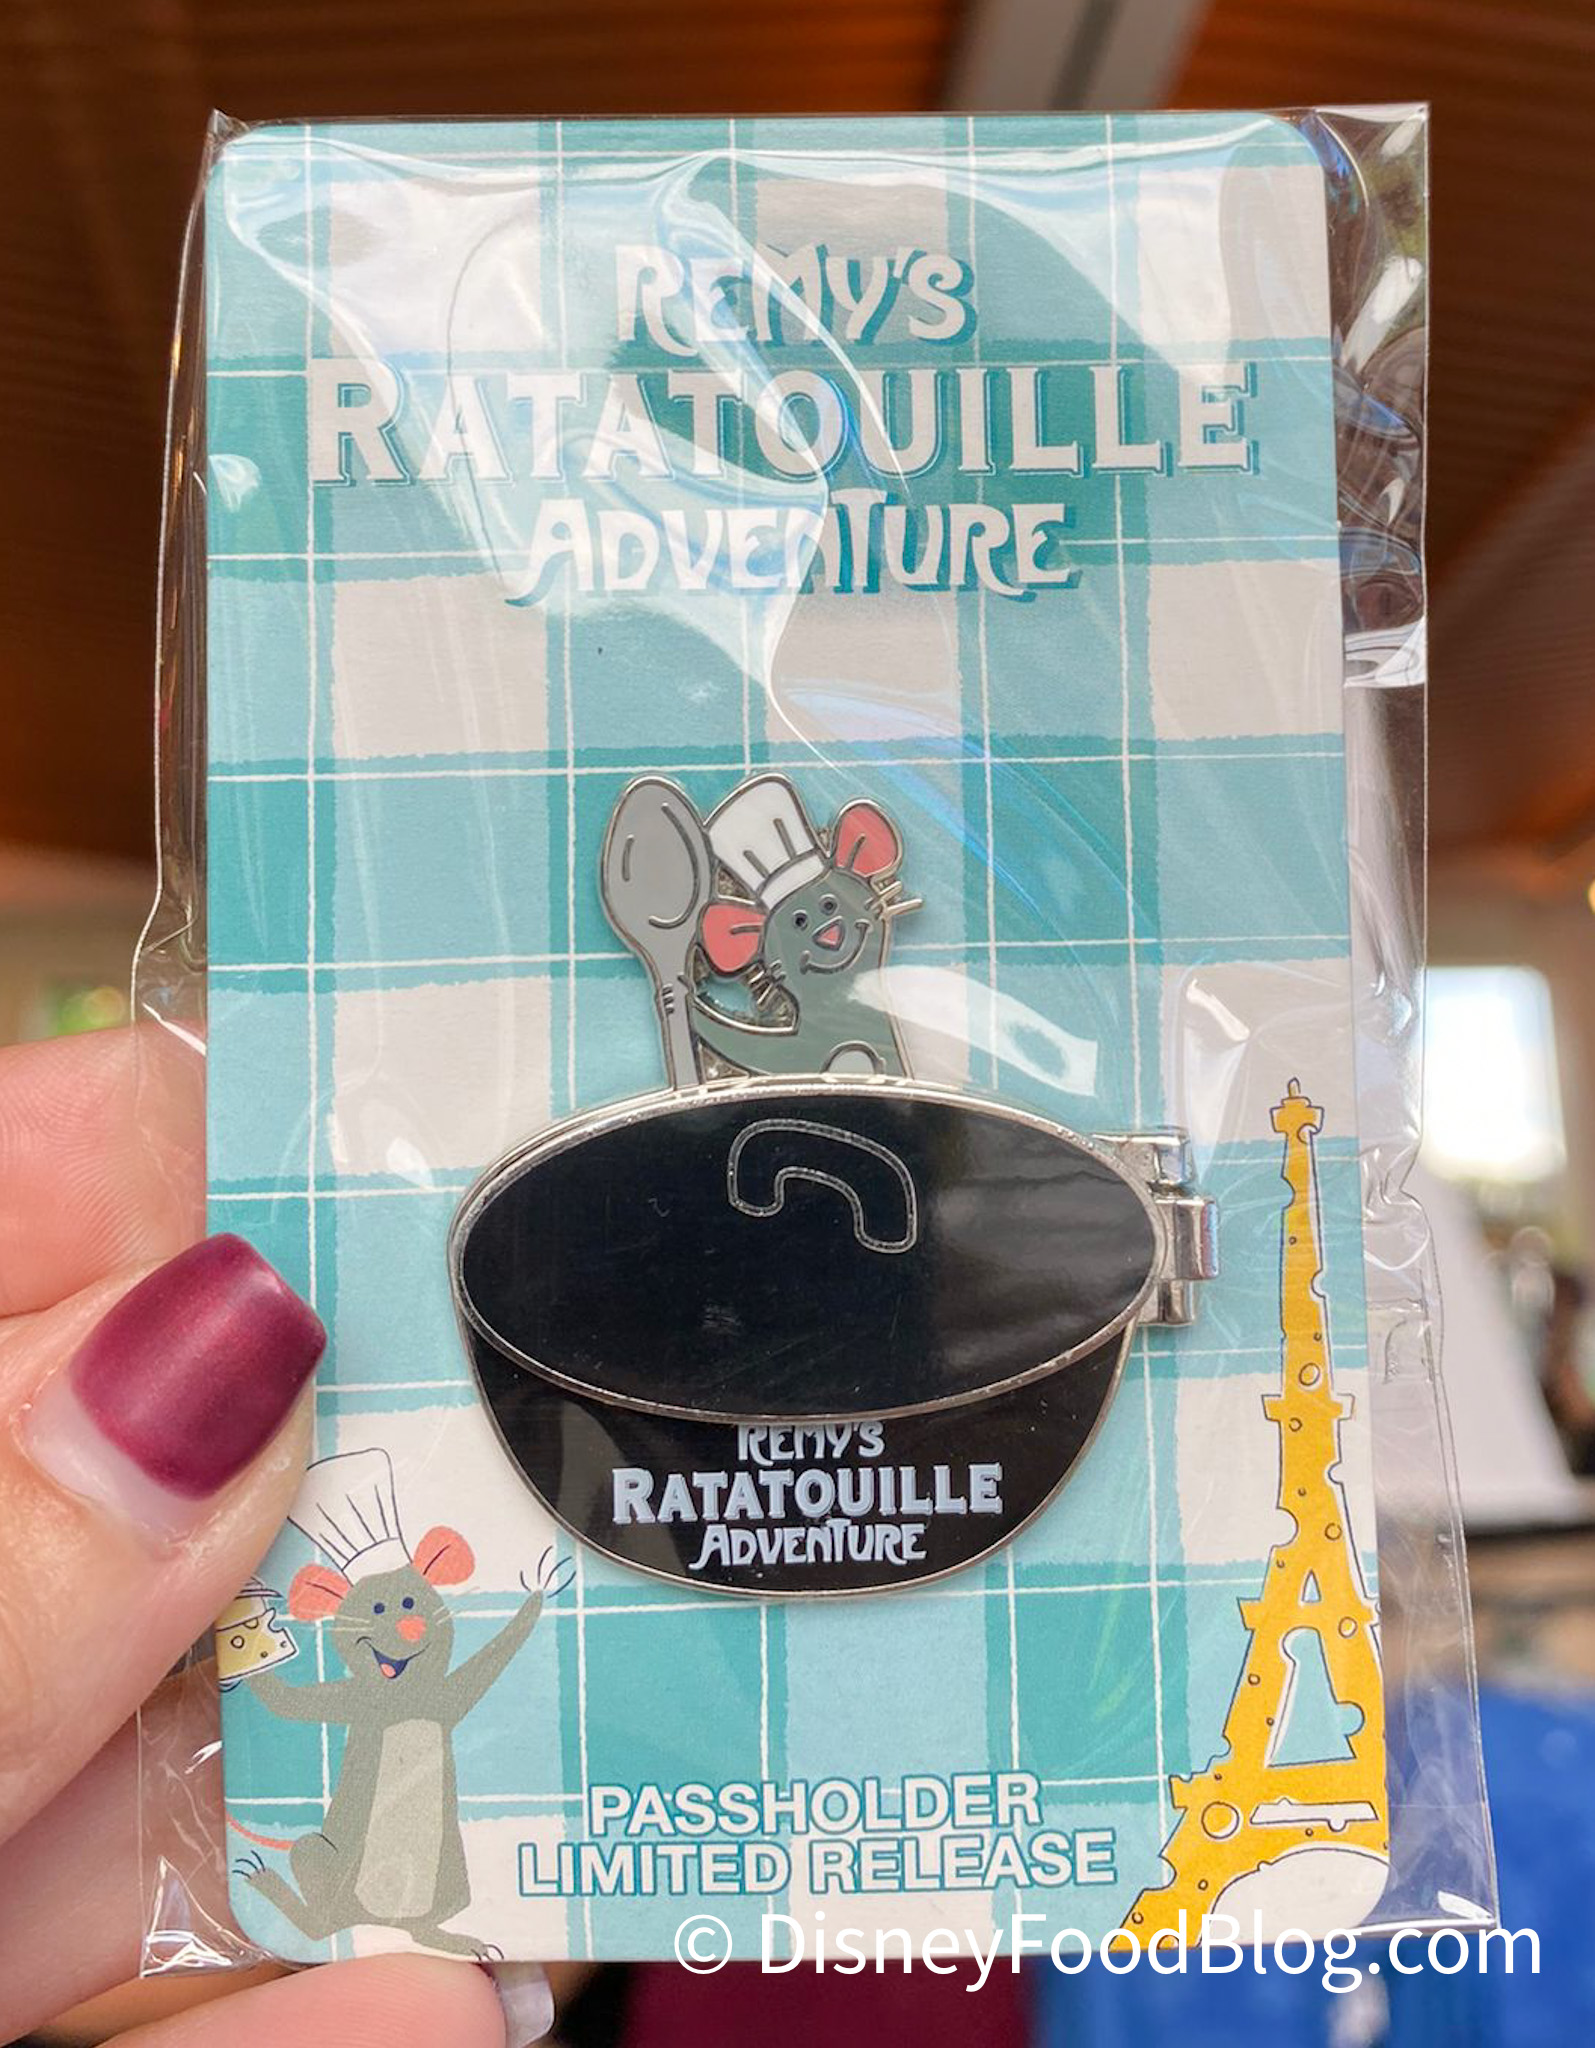 REMY'S
RATATOUILLE
ADVENTURE
REMY'S
RATATOUILLE
ADVENTURE
PASSHOLDER
LIMITED RELEASE
© DisneyFoodBlog.com